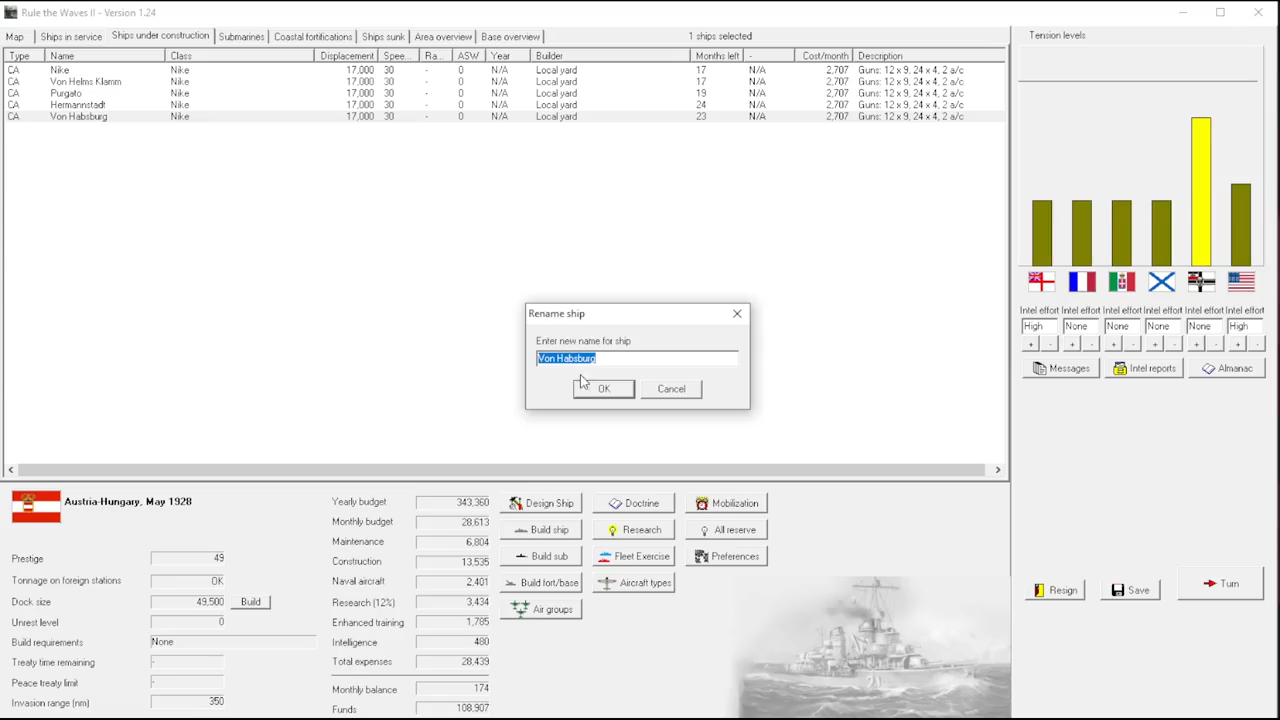 Rule the Waves II - Version 1.24
Map Ships in service Ships under construction Submarines Coastal fortifications Ships sunk Area overview Base overview 1 ships selected
Type Name Class Displacement Spee... Ra... ASW Year Builder Months left - Cost/month Description
CA Nike Nike 17,000 30 - 0 N/A Local yard 17 N/A 2,707 Guns: 12 x 9, 24 x 4, 2 a/c
CA Von Helms Klamm Nike 17,000 30 - 0 N/A Local yard 17 N/A 2,707 Guns: 12 x 9, 24 x 4, 2 a/c
CA Purgato Nike 17,000 30 - 0 N/A Local yard 19 N/A 2,707 Guns: 12 x 9, 24 x 4, 2 a/c
CA Hermannstadt Nike 17,000 30 - 0 N/A Local yard 24 N/A 2,707 Guns: 12 x 9, 24 x 4, 2 a/c
CA Von Habsburg Nike 17,000 30 - 0 N/A Local yard 23 N/A 2,707 Guns: 12 x 9, 24 x 4, 2 a/c
Rename ship
Enter new name for ship
Von Habsburg
OK Cancel
Tension levels
Intel effort Intel effort Intel effort Intel effort Intel effort Intel effort
High None None None None High
+ - + - + - + - + - + -
Messages Intel reports Almanac
Austria-Hungary, May 1928
Prestige 49
Tonnage on foreign stations OK
Dock size 49,500 Build
Unrest level 0
Build requirements None
Treaty time remaining -
Peace treaty limit -
Invasion range (nm) 350
Yearly budget 343,360
Monthly budget 28,613
Maintenance 6,804
Construction 13,535
Naval aircraft 2,401
Research (12%) 3,434
Enhanced training 1,785
Intelligence 480
Total expenses 28,439
Monthly balance 174
Funds 108,907
Design Ship Doctrine Mobilization
Build ship Research All reserve
Build sub Fleet Exercise Preferences
Build fort/base Aircraft types
Air groups
Resign Save Turn